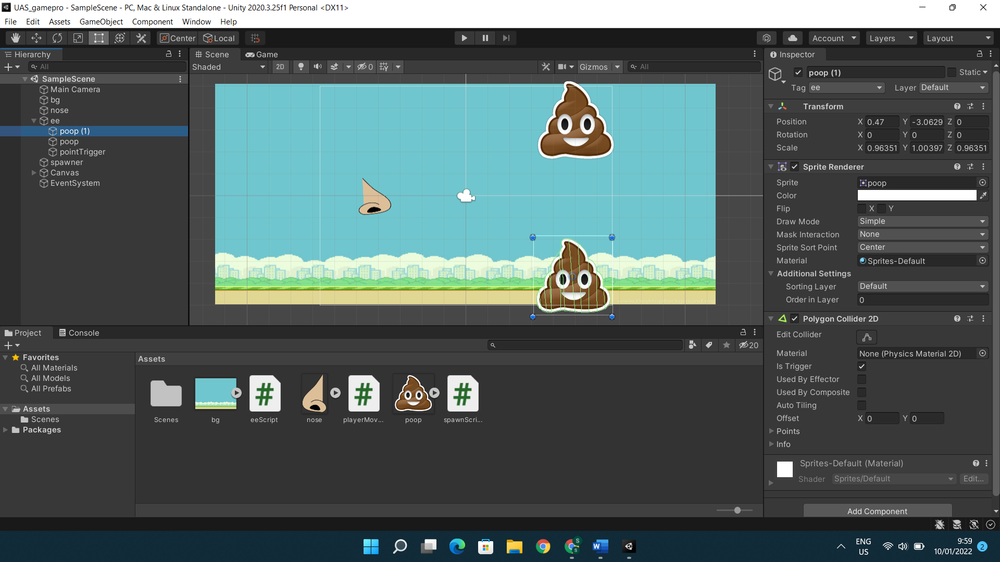 UAS_gamepro - SampleScene - PC, Mac & Linux Standalone - Unity 2020.3.25f1 Personal <DX11>
File Edit Assets GameObject Component Window Help
Center Local Account Layers Layout
Hierarchy
All
SampleScene
Main Camera
bg
nose
ee
poop (1)
poop
pointTrigger
spawner
Canvas
EventSystem
Scene Game
Shaded 2D 0 Gizmos All
Inspector
poop (1) Static
Tag ee Layer Default
Transform
Position X 0.47 Y -3.0629 Z 0
Rotation X 0 Y 0 Z 0
Scale X 0.96351 Y 1.00397 Z 0.96351
Sprite Renderer
Sprite poop
Color
Flip X Y
Draw Mode Simple
Mask Interaction None
Sprite Sort Point Center
Material Sprites-Default
Additional Settings
Sorting Layer Default
Order in Layer 0
Polygon Collider 2D
Edit Collider
Material None (Physics Material 2D)
Is Trigger
Used By Effector
Used By Composite
Auto Tiling
Offset X 0 Y 0
Points
Info
Sprites-Default (Material)
Shader Sprites/Default Edit...
Add Component
Project Console
20
Favorites
All Materials
All Models
All Prefabs
Assets
Scenes
Packages
Assets
Scenes bg eeScript nose playerMov... poop spawnScri...
ENG
US
9:59
10/01/2022
2